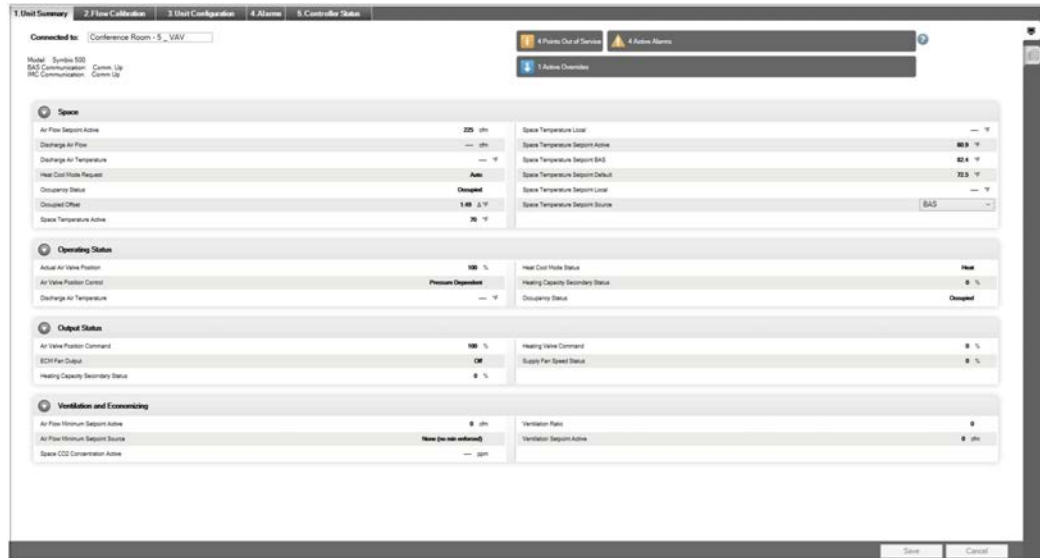 1.Unit Summary 2.Flow Calibration 3.Unit Configuration 4.Alarms 5.Controller Status
Connected to: Conference Room - 5 _ VAV
4 Points Out of Service 4 Active Alarms ?
1 Active Overrides
Model: Symbio 500
BAS Communication: Comm. Up
IMC Communication: Comm Up
Space
Air Flow Setpoint Active 225 cfm
Discharge Air Flow --- cfm
Discharge Air Temperature --- °F
Heat Cool Mode Request Auto
Occupancy Status Occupied
Occupied Offset 1.49 Δ °F
Space Temperature Active 70 °F
Space Temperature Local --- °F
Space Temperature Setpoint Active 80.9 °F
Space Temperature Setpoint BAS 82.4 °F
Space Temperature Setpoint Default 72.5 °F
Space Temperature Setpoint Local --- °F
Space Temperature Setpoint Source BAS
Operating Status
Actual Air Valve Position 100 %
Air Valve Position Control Pressure Dependent
Discharge Air Temperature --- °F
Heat Cool Mode Status Heat
Heating Capacity Secondary Status 0 %
Occupancy Status Occupied
Output Status
Air Valve Position Command 100 %
ECM Fan Output Off
Heating Capacity Secondary Status 0 %
Heating Valve Command 0 %
Supply Fan Speed Status 0 %
Ventilation and Economizing
Air Flow Minimum Setpoint Active 0 cfm
Air Flow Minimum Setpoint Source None (no min enforced)
Space CO2 Concentration Active --- ppm
Ventilation Ratio 0
Ventilation Setpoint Active 0 cfm
Save Cancel